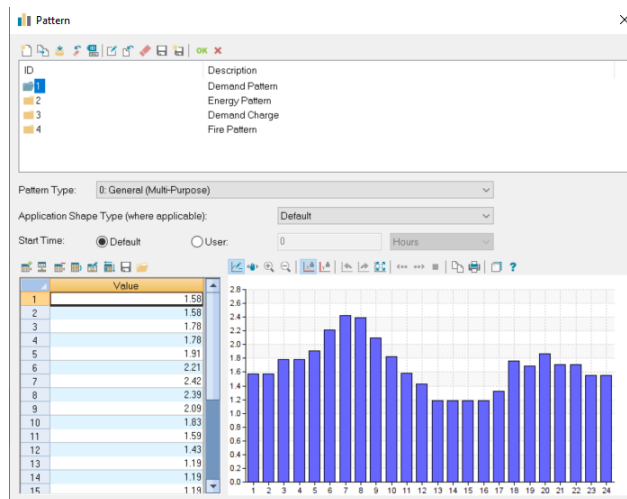 Pattern
OK
ID Description
1 Demand Pattern
2 Energy Pattern
3 Demand Charge
4 Fire Pattern
Pattern Type: 0: General (Multi-Purpose)
Application Shape Type (where applicable): Default
Start Time: Default User: 0 Hours
?
Value
1 1.58
2 1.58
3 1.78
4 1.78
5 1.91
6 2.21
7 2.42
8 2.39
9 2.09
10 1.83
11 1.59
12 1.43
13 1.19
14 1.19
15 1.19
2.8
2.6
2.4
2.2
2.0
1.8
1.6
1.4
1.2
1.0
0.8
0.6
0.4
0.2
0.0
1 2 3 4 5 6 7 8 9 10 11 12 13 14 15 16 17 18 19 20 21 22 23 24